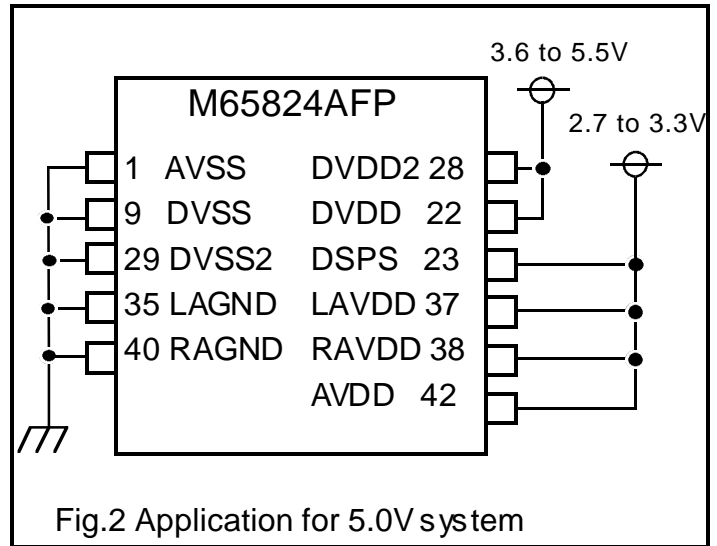 3.6 to 5.5V
M65824AFP
2.7 to 3.3V
1 AVSS DVDD2 28
9 DVSS DVDD 22
29 DVSS2 DSPS 23
35 LAGND LAVDD 37
40 RAGND RAVDD 38
AVDD 42
Fig.2 Application for 5.0V system